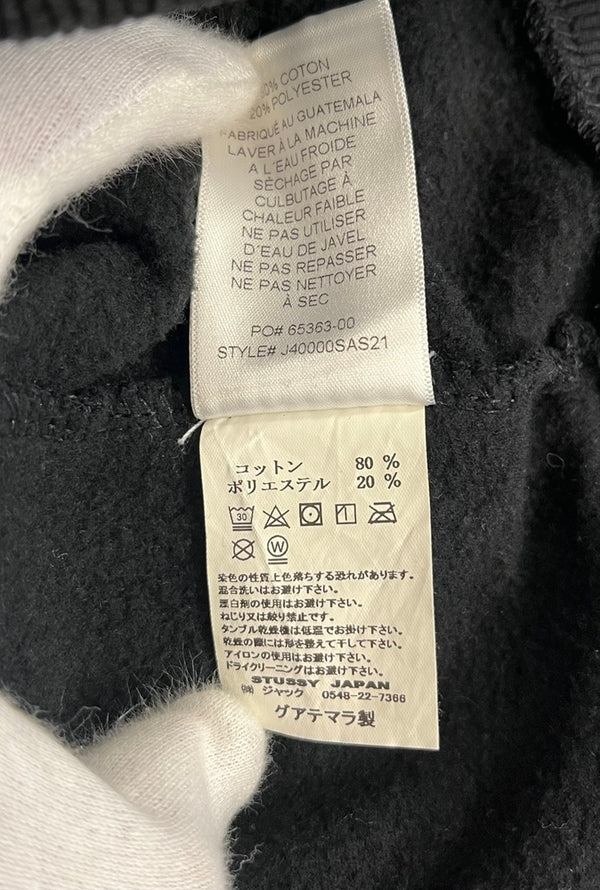 COTON
20% POLYESTER
FABRIQUÉ AU GUATEMALA
LAVER À LA MACHINE
A L'EAU FROIDE
SÈCHAGE PAR
CULBUTAGE À
CHALEUR FAIBLE
NE PAS UTILISER
D'EAU DE JAVEL
NE PAS REPASSER
NE PAS NETTOYER
À SEC
PO# 65363-00
STYLE# J40000SAS21
コットン 80 %
ポリエステル 20 %
30
W
染色の性質上色落ちする恐れがあります。
混合洗いはお避け下さい。
漂白剤の使用はお避け下さい。
ねじり又は絞り禁止です。
タンブル乾燥機は低温でお掛け下さい。
乾燥の際には形を整えて干して下さい。
アイロンの使用はお避け下さい。
ドライクリーニングはお避け下さい。
STUSSY JAPAN
㈲ ジャック 0548-22-7366
グアテマラ製